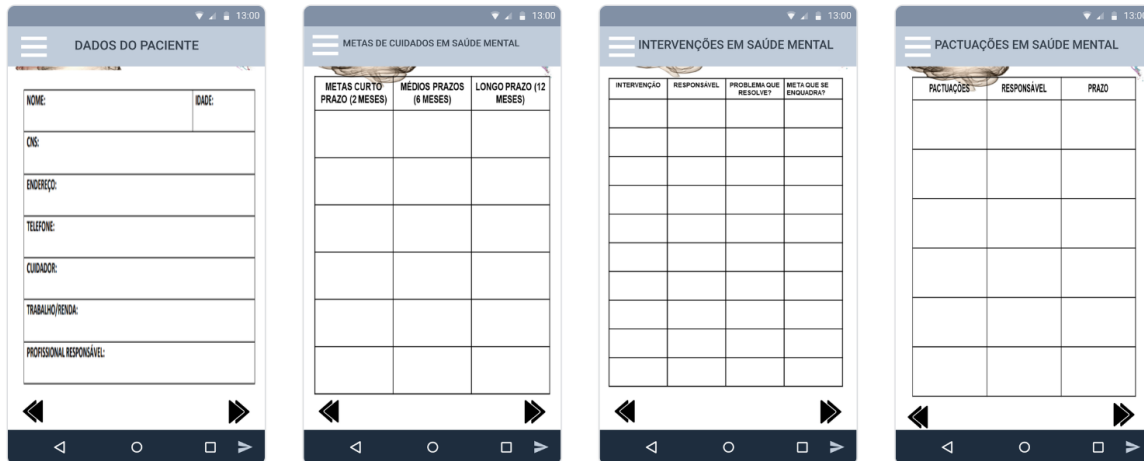 13:00
DADOS DO PACIENTE
NOME:
IDADE:
CNS:
ENDEREÇO:
TELEFONE:
CUIDADOR:
TRABALHO/RENDA:
PROFISSIONAL RESPONSÁVEL:
13:00
METAS DE CUIDADOS EM SAÚDE MENTAL
METAS CURTO
PRAZO (2 MESES)
MÉDIOS PRAZOS
(6 MESES)
LONGO PRAZO (12
MESES)
13:00
INTERVENÇÕES EM SAÚDE MENTAL
INTERVENÇÃO
RESPONSÁVEL
PROBLEMA QUE
RESOLVE?
META QUE SE
ENQUADRA?
13:00
PACTUAÇÕES EM SAÚDE MENTAL
PACTUAÇÕES
RESPONSÁVEL
PRAZO